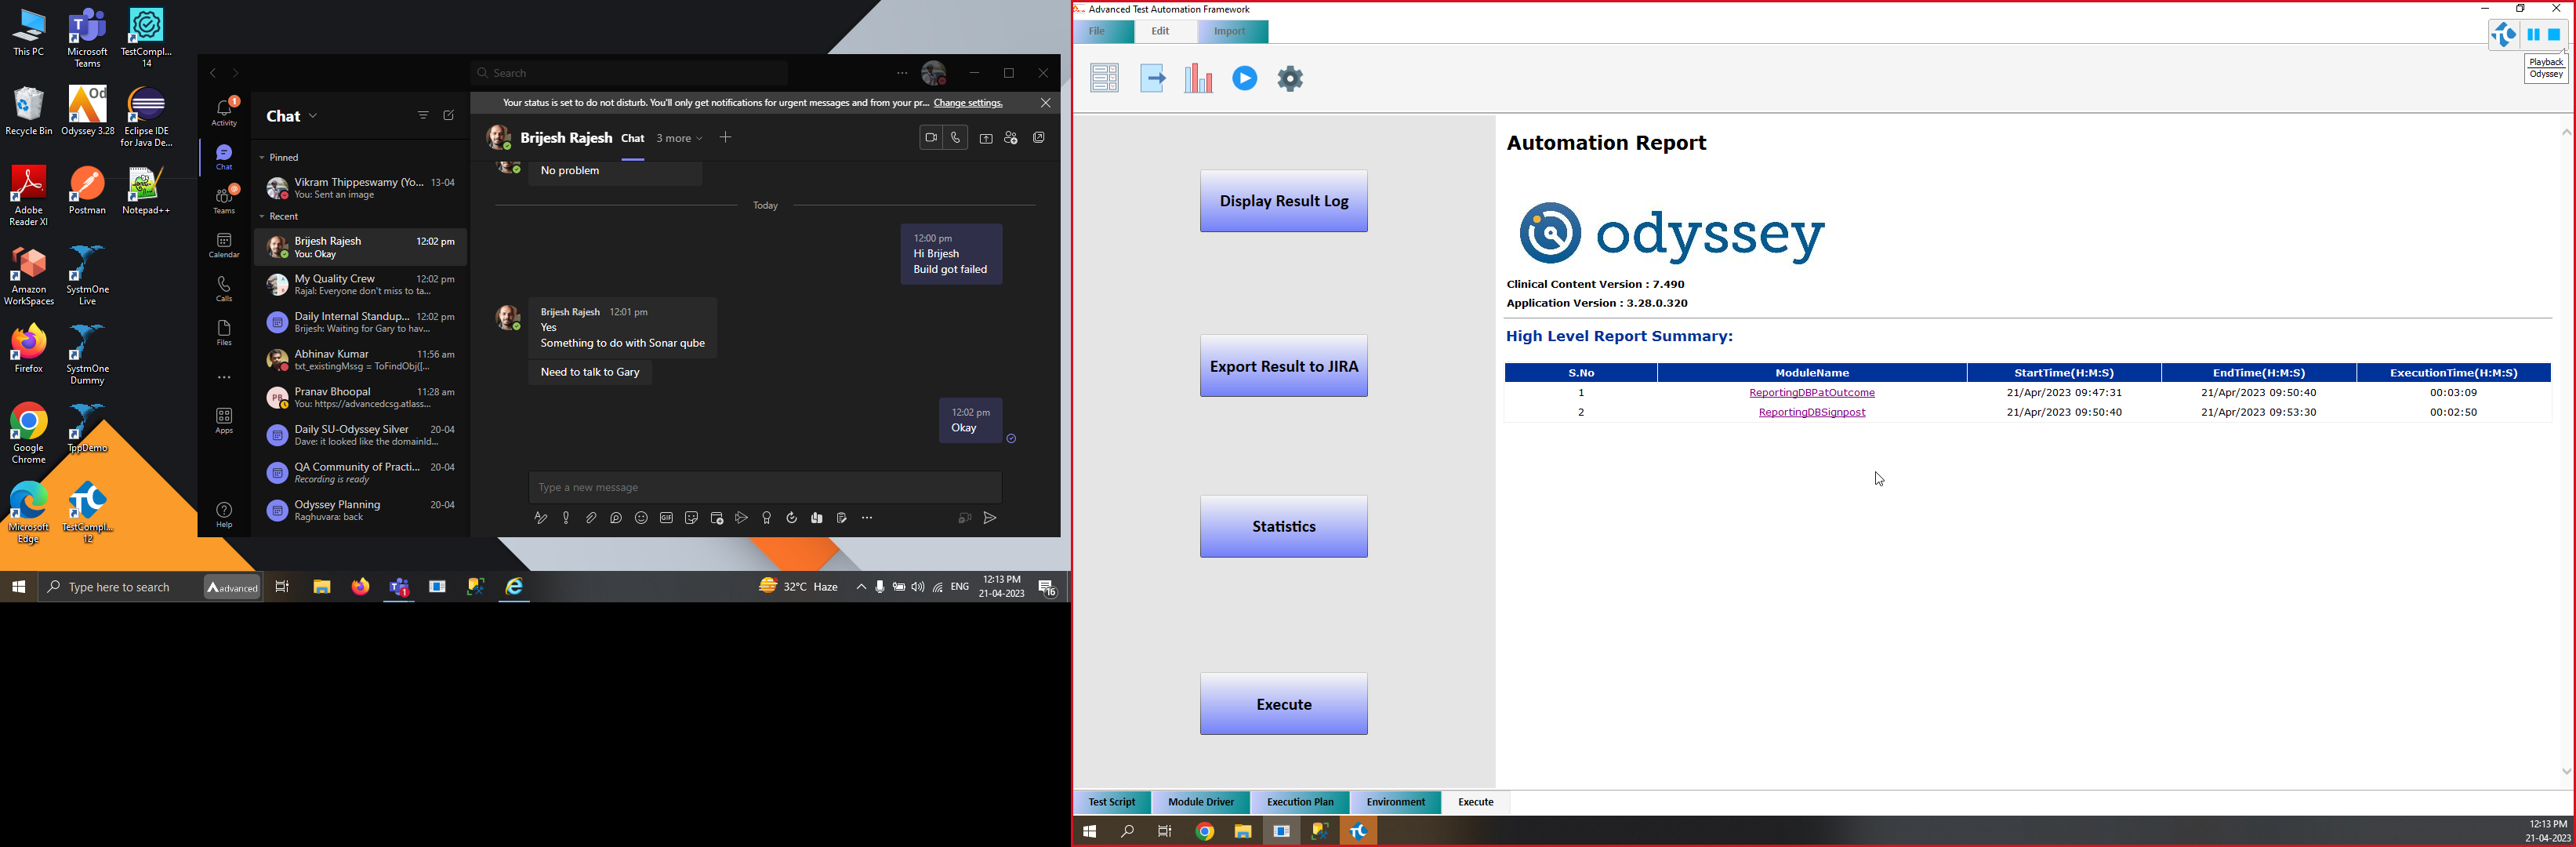 This PC
Microsoft Teams
TestCompl... 14
Recycle Bin
Odyssey 3.28
Eclipse IDE for Java De...
Adobe Reader XI
Postman
Notepad++
Amazon WorkSpaces
SystmOne Live
Firefox
SystmOne Dummy
Google Chrome
TppDemo
Microsoft Edge
TestCompl... 12
Search
Activity
Chat
Teams
Calendar
Calls
Files
Apps
Help
Chat
Pinned
Vikram Thippeswamy (Yo... 13-04
You: Sent an image
Recent
Brijesh Rajesh 12:02 pm
You: Okay
My Quality Crew 12:02 pm
Rajal: Everyone don't miss to ta...
Daily Internal Standup... 12:02 pm
Brijesh: Waiting for Gary to hav...
Abhinav Kumar 11:56 am
txt_existingMssg = ToFindObj([...
Pranav Bhoopal 11:28 am
You: https://advancedcsg.atlass...
Daily SU-Odyssey Silver 20-04
Dave: it looked like the domainId...
QA Community of Practi... 20-04
Recording is ready
Odyssey Planning 20-04
Raghuvara: back
Your status is set to do not disturb. You'll only get notifications for urgent messages and from your pr... Change settings.
Brijesh Rajesh Chat 3 more
No problem
Today
12:00 pm
Hi Brijesh
Build got failed
Brijesh Rajesh 12:01 pm
Yes
Something to do with Sonar qube
Need to talk to Gary
12:02 pm
Okay
Type a new message
Type here to search
advanced
32°C Haze
ENG
12:13 PM
21-04-2023
16
Advanced Test Automation Framework
File Edit Import
Playback
Odyssey
Display Result Log
Export Result to JIRA
Statistics
Execute
Automation Report
odyssey
Clinical Content Version : 7.490
Application Version : 3.28.0.320
High Level Report Summary:
S.No ModuleName StartTime(H:M:S) EndTime(H:M:S) ExecutionTime(H:M:S)
1 ReportingDBPatOutcome 21/Apr/2023 09:47:31 21/Apr/2023 09:50:40 00:03:09
2 ReportingDBSignpost 21/Apr/2023 09:50:40 21/Apr/2023 09:53:30 00:02:50
Test Script Module Driver Execution Plan Environment Execute
12:13 PM
21-04-2023